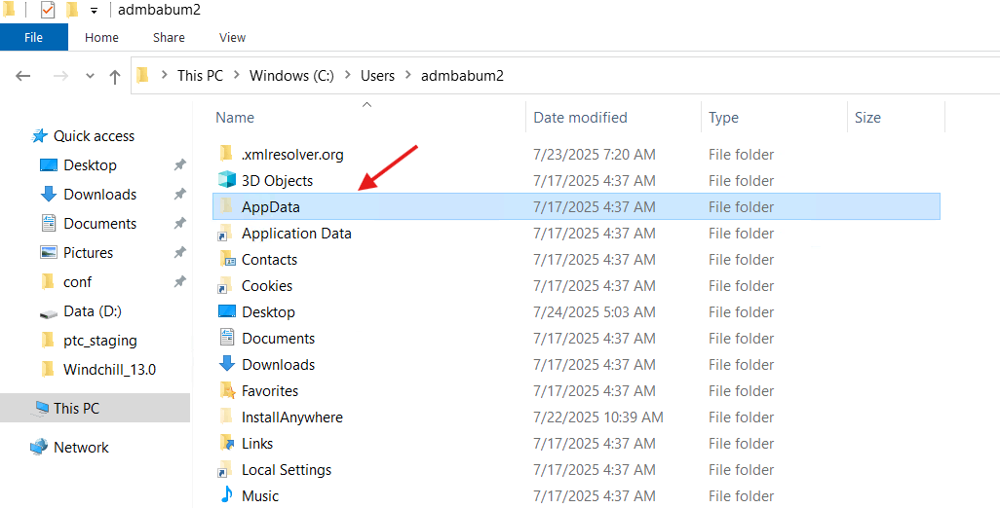 admbabum2
File Home Share View
This PC Windows (C:) Users admbabum2
Name Date modified Type Size
Quick access
Desktop
Downloads
Documents
Pictures
conf
Data (D:)
ptc_staging
Windchill_13.0
This PC
Network
.xmlresolver.org 7/23/2025 7:20 AM File folder
3D Objects 7/17/2025 4:37 AM File folder
AppData 7/17/2025 4:37 AM File folder
Application Data 7/17/2025 4:37 AM File folder
Contacts 7/17/2025 4:37 AM File folder
Cookies 7/17/2025 4:37 AM File folder
Desktop 7/24/2025 5:03 AM File folder
Documents 7/17/2025 4:37 AM File folder
Downloads 7/17/2025 4:37 AM File folder
Favorites 7/17/2025 4:37 AM File folder
InstallAnywhere 7/22/2025 10:39 AM File folder
Links 7/17/2025 4:37 AM File folder
Local Settings 7/17/2025 4:37 AM File folder
Music 7/17/2025 4:37 AM File folder